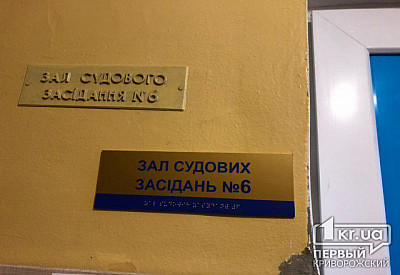 ЗАЛ СУДОВОГО
ЗАСІДАННЯ №6
ЗАЛ СУДОВИХ
ЗАСІДАНЬ №6
1kr.ua
ПЕРВЫЙ
КРИВОРОЖСКИЙ